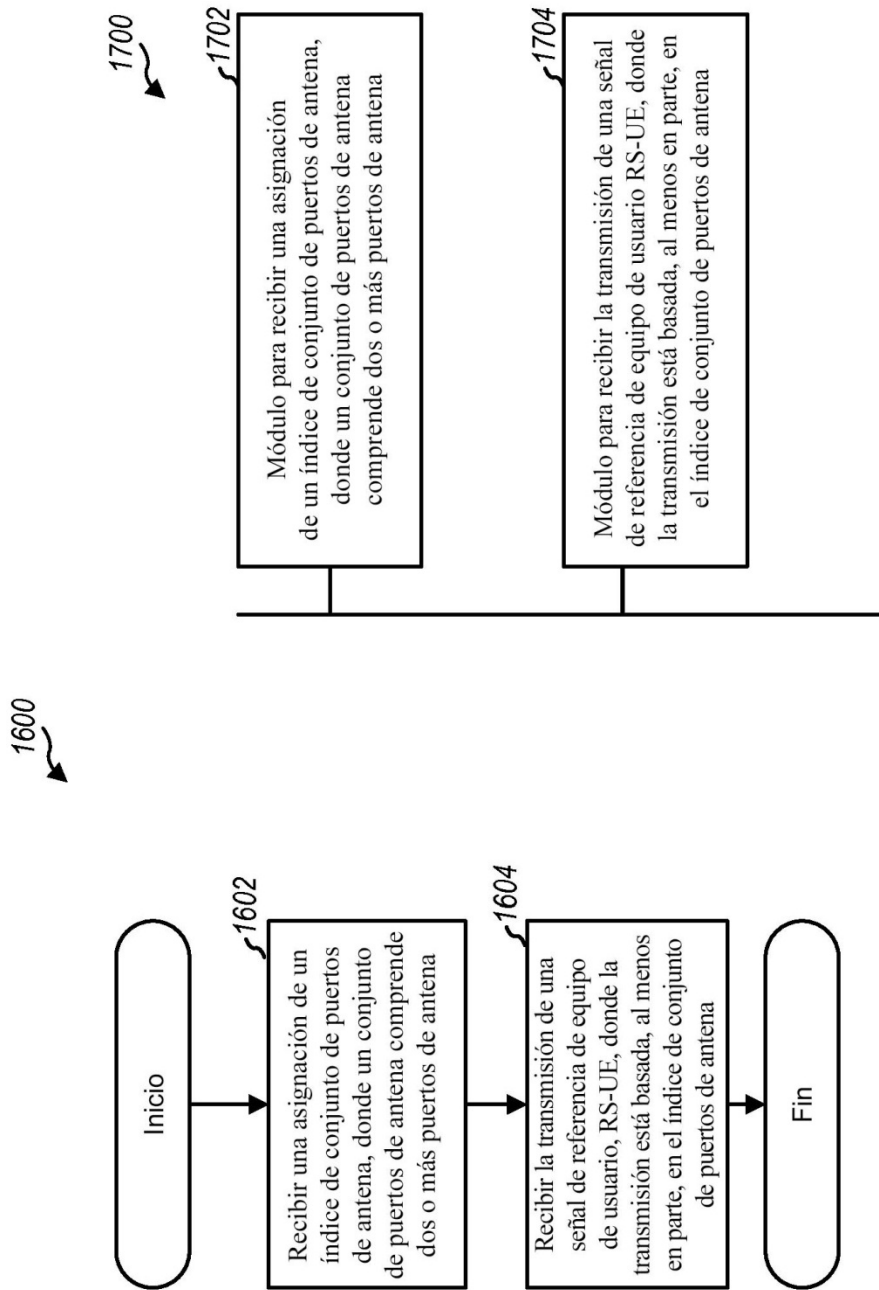 1600
Inicio
1602
Recibir una asignación de un
índice de conjunto de puertos
de antena, donde un conjunto
de puertos de antena comprende
dos o más puertos de antena
1604
Recibir la transmisión de una
señal de referencia de equipo
de usuario, RS-UE, donde la
transmisión está basada, al menos
en parte, en el índice de conjunto
de puertos de antena
Fin
1700
1702
Módulo para recibir una asignación
de un índice de conjunto de puertos de antena,
donde un conjunto de puertos de antena
comprende dos o más puertos de antena
1704
Módulo para recibir la transmisión de una señal
de referencia de equipo de usuario RS-UE, donde
la transmisión está basada, al menos en parte, en
el índice de conjunto de puertos de antena